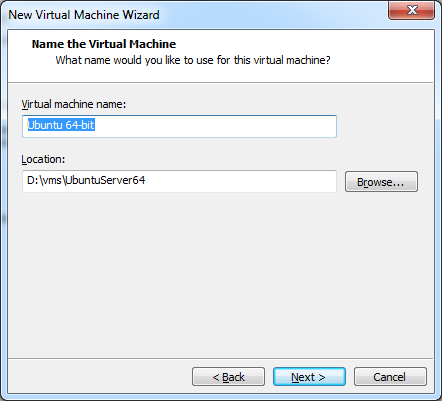 New Virtual Machine Wizard
Name the Virtual Machine
What name would you like to use for this virtual machine?
Virtual machine name:
Ubuntu 64-bit
Location:
D:\vms\UbuntuServer64
Browse...
< Back
Next >
Cancel